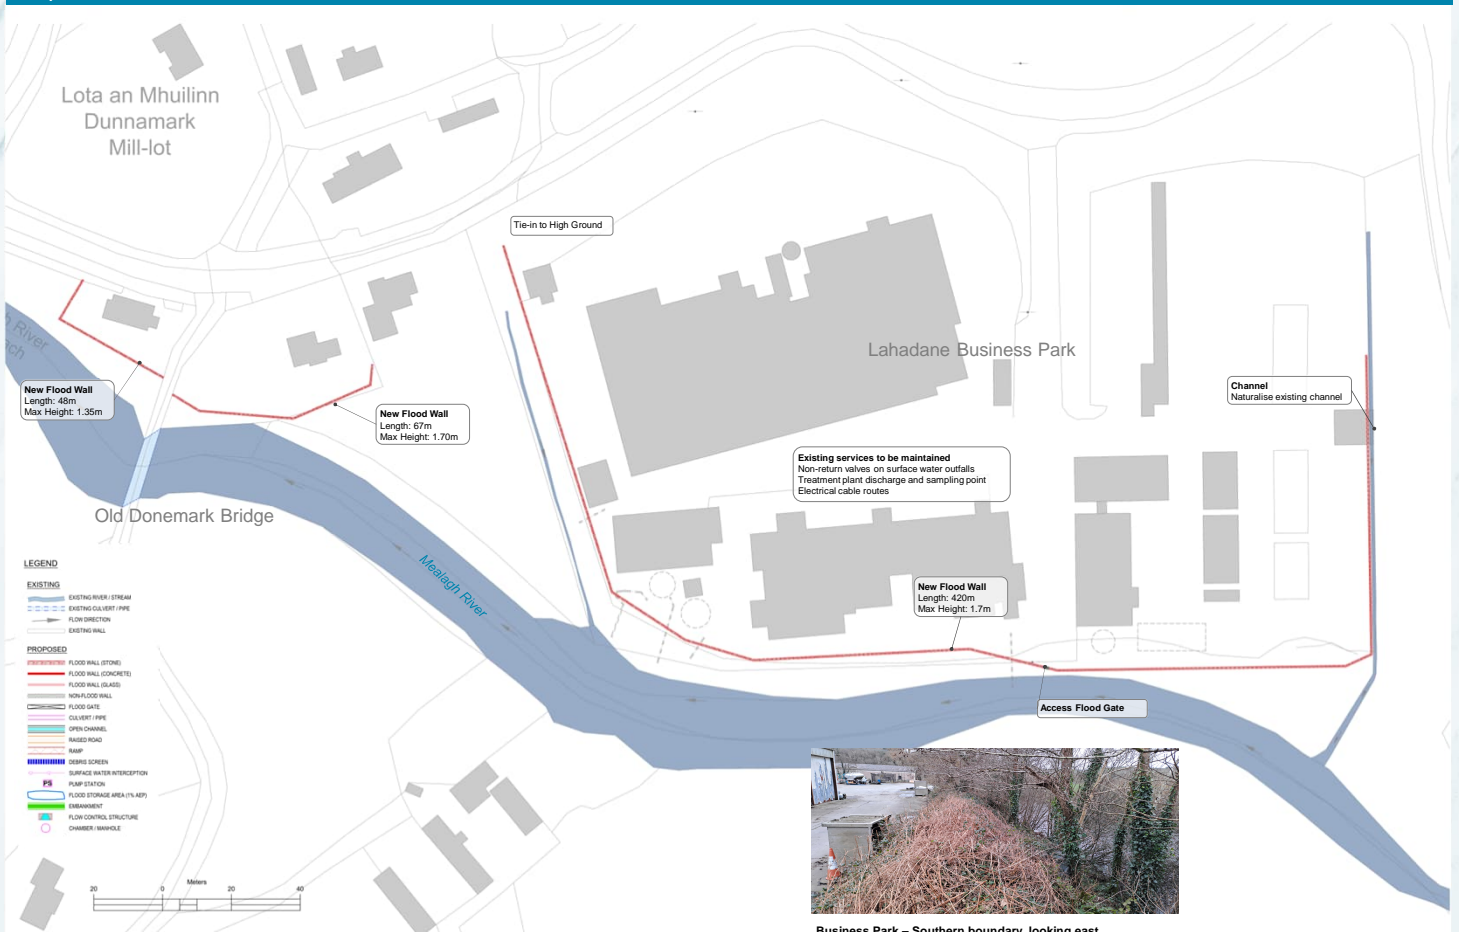 Lota an Mhuilinn
Dunnamark
Mill-lot
Tie-in to High Ground
River
Lahadane Business Park
New Flood Wall
Length: 48m
Max Height: 1.35m
New Flood Wall
Length: 67m
Max Height: 1.70m
Channel
Naturalise existing channel
Existing services to be maintained
Non-return valves on surface water outfalls
Treatment plant discharge and sampling point
Electrical cable routes
Old Donemark Bridge
Mealagh River
New Flood Wall
Length: 420m
Max Height: 1.7m
Access Flood Gate
LEGEND
EXISTING
EXISTING RIVER / STREAM
EXISTING CULVERT / PIPE
FLOW DIRECTION
EXISTING WALL
PROPOSED
FLOOD WALL (STONE)
FLOOD WALL (CONCRETE)
FLOOD WALL (GLASS)
NON-FLOOD WALL
FLOOD GATE
CULVERT / PIPE
OPEN CHANNEL
RAISED ROAD
RAMP
DEBRIS SCREEN
SURFACE WATER INTERCEPTION
PS PUMP STATION
FLOOD STORAGE AREA (1% AEP)
EMBANKMENT
FLOW CONTROL STRUCTURE
CHAMBER / MANHOLE
Meters
20 0 20 40
Business Park – Southern boundary, looking east